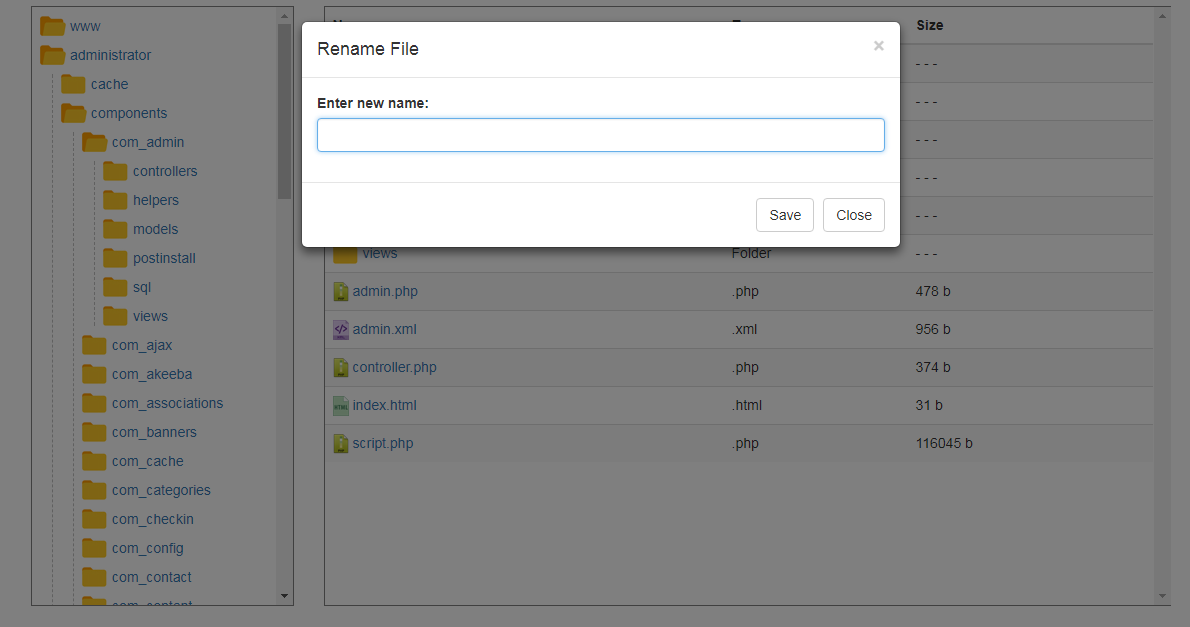 www
administrator
cache
components
com_admin
controllers
helpers
models
postinstall
sql
views
com_ajax
com_akeeba
com_associations
com_banners
com_cache
com_categories
com_checkin
com_config
com_contact
com_content
Rename File ×
Enter new name:
Save Close
Size
- - -
- - -
- - -
- - -
- - -
views Folder - - -
admin.php .php 478 b
admin.xml .xml 956 b
controller.php .php 374 b
index.html .html 31 b
script.php .php 116045 b